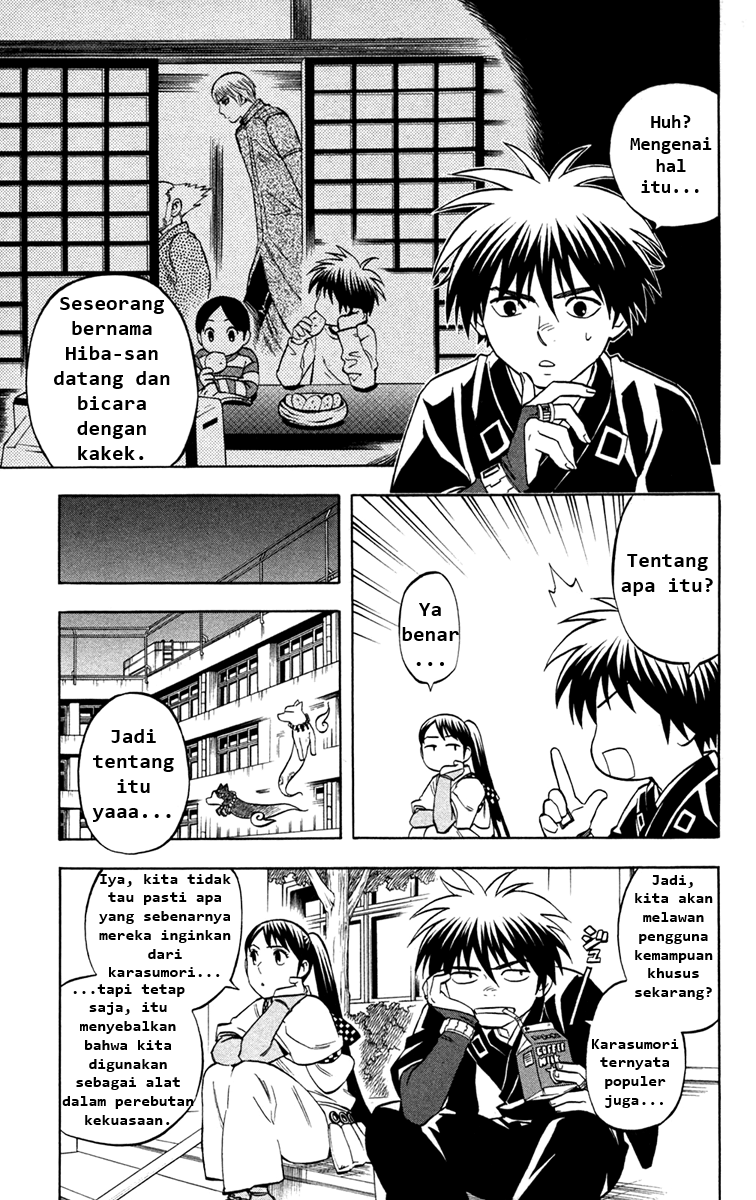 Huh?
Mengenai
hal
itu...
Seseorang
bernama
Hiba-san
datang dan
bicara
dengan
kakek.
Tentang
apa itu?
Ya
benar
...
Jadi
tentang
itu
yaaa...
Jadi,
kita akan
melawan
pengguna
kemampuan
khusus
sekarang?
Karasumori
ternyata
populer
juga...
Iya, kita tidak
tau pasti apa
yang sebenarnya
mereka inginkan
dari
karasumori...
...tapi tetap
saja, itu
menyebalkan
bahwa kita
digunakan
sebagai alat
dalam perebutan
kekuasaan.
COFFEE
MILK